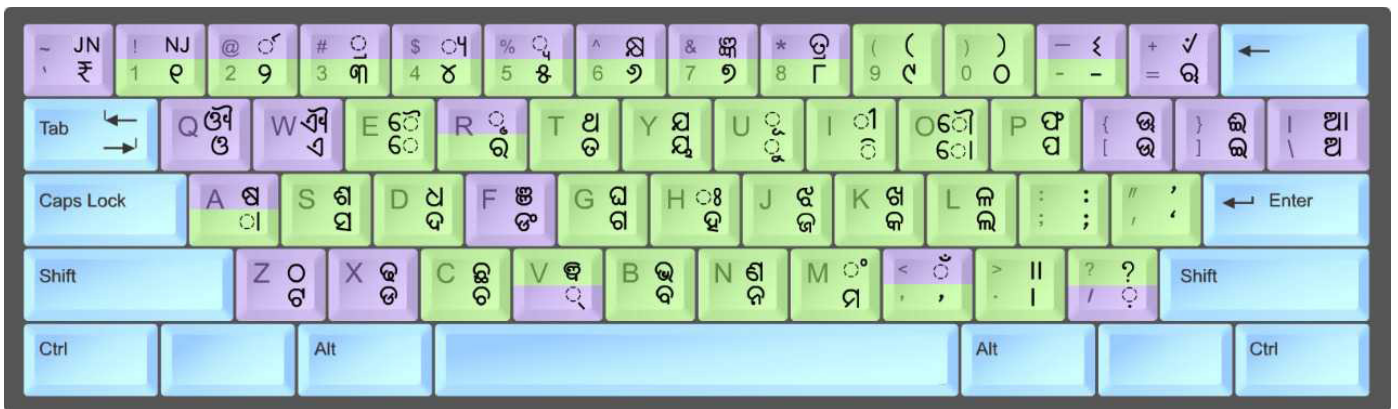 ~ JN ! NJ @ # $ % ^ କ୍ଷ & ଙ୍କ * ତ୍ର ( ( ) ) — + 
` ₹ 1 ୧ 2 ୨ 3 ୩ 4 ୪ 5 ୫ 6 ୬ 7 ୭ 8 ୮ 9 ୯ 0 ୦ - - = ର୍
Tab Q ଔ W ଐ E ୈ R ୃ T ଥ Y ଯ U ୂ I ୀ O ୌ P ଫ { ଊ } ଈ | ଆ
ଓ ଏ େ ର ତ ୟ ୁ ି ୋ ପ [ ଉ ] ଇ \ ଅ
Caps Lock A ଷ S ଶ D ଧ F ଞ G ଘ H ଃ J ଝ K ଖ L ଳ : : " ’ Enter
ା ସ ଦ ଙ ଗ ହ ଜ କ ଲ ; ; ' ‘
Shift Z ଠ X ଢ C ଛ V B ଭ N ଣ M ଂ < ଁ > ॥ ? ? Shift
ଟ ଡ ଚ ୍ ବ ନ ମ , , . । / ଼
Ctrl Alt Alt Ctrl